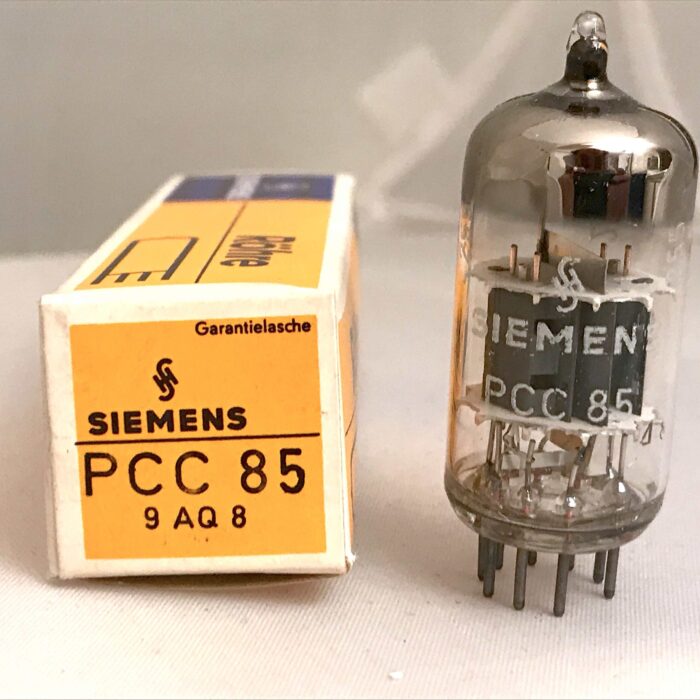 Röhre
Garantielasche
SIEMENS
PCC 85
9 AQ 8
SIEMENS
PCC 85